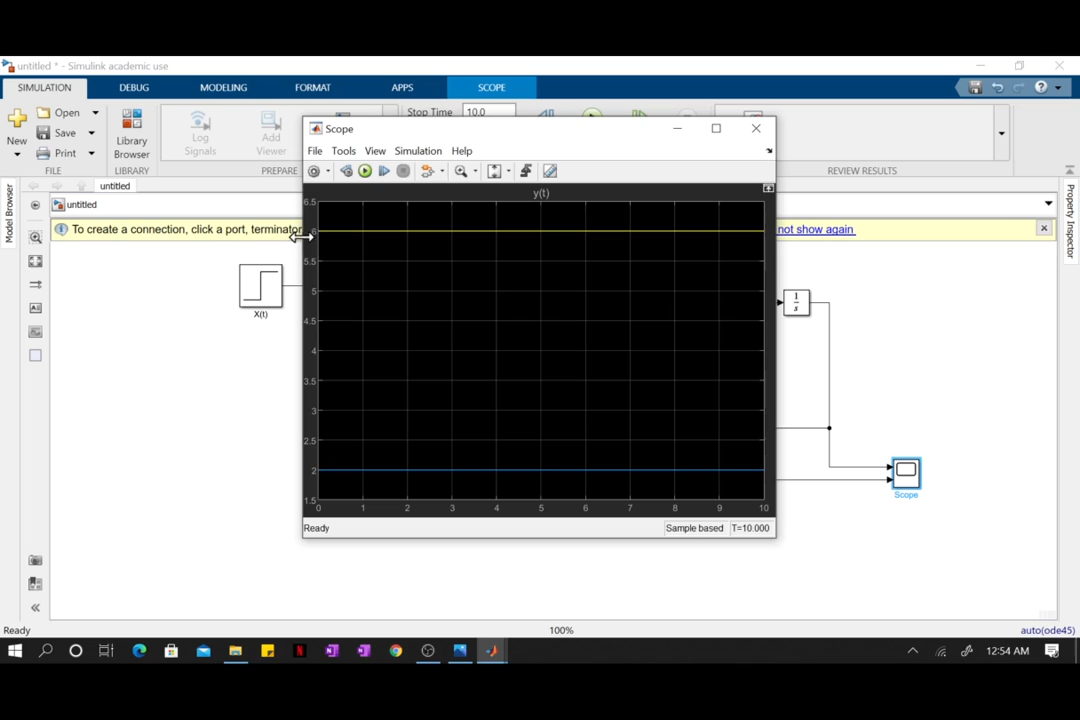 untitled * - Simulink academic use
SIMULATION DEBUG MODELING FORMAT APPS SCOPE
New
Open
Save
Print
FILE
Library Browser
LIBRARY
Log Signals
Add Viewer
PREPARE
Stop Time 10.0
REVIEW RESULTS
Model Browser
untitled
untitled
To create a connection, click a port, terminator
not show again
Property Inspector
X(t)
1
s
Scope
Scope
File Tools View Simulation Help
y(t)
6.5
6
5.5
5
4.5
4
3.5
3
2.5
2
1.5
0 1 2 3 4 5 6 7 8 9 10
Ready Sample based T=10.000
Ready 100% auto(ode45)
12:54 AM